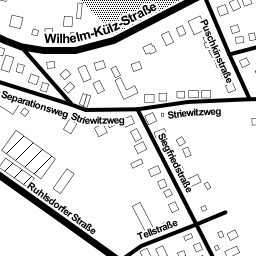 Wilhelm-Külz-Straße
Puschkinstraße
Separationsweg
Striewitzweg
Striewitzweg
Siegfriedstraße
Ruhlsdorfer Straße
Tellstraße